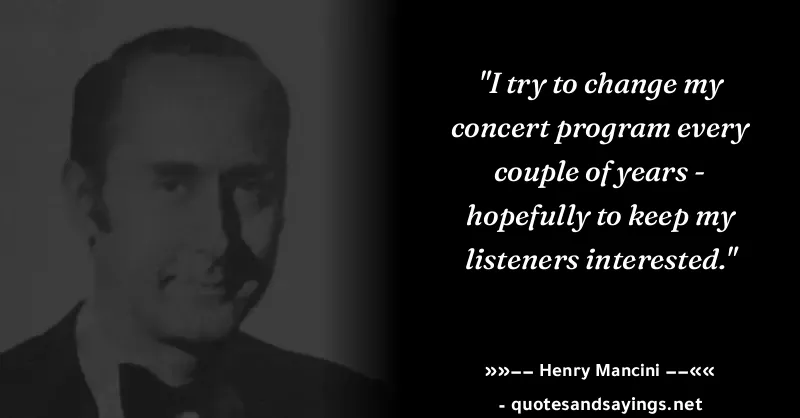 "I try to change my
concert program every
couple of years -
hopefully to keep my
listeners interested."
»»–– Henry Mancini ––««
- quotesandsayings.net